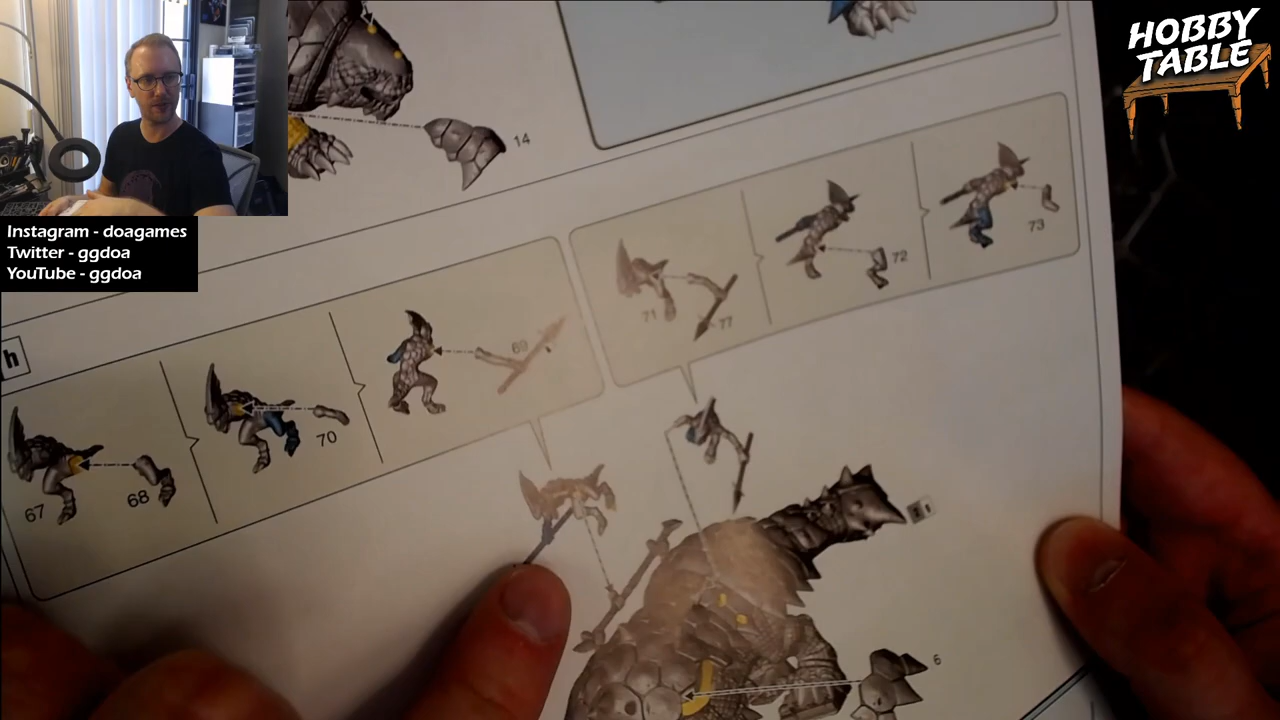 HOBBY
TABLE
Instagram - doagames
Twitter - ggdoa
YouTube - ggdoa
14
73
72
71
77
69
h
70
67
68
6